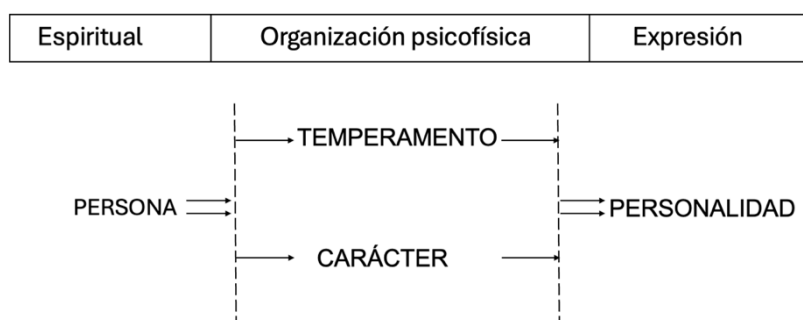 Espiritual Organización psicofísica Expresión
TEMPERAMENTO
PERSONA PERSONALIDAD
CARÁCTER